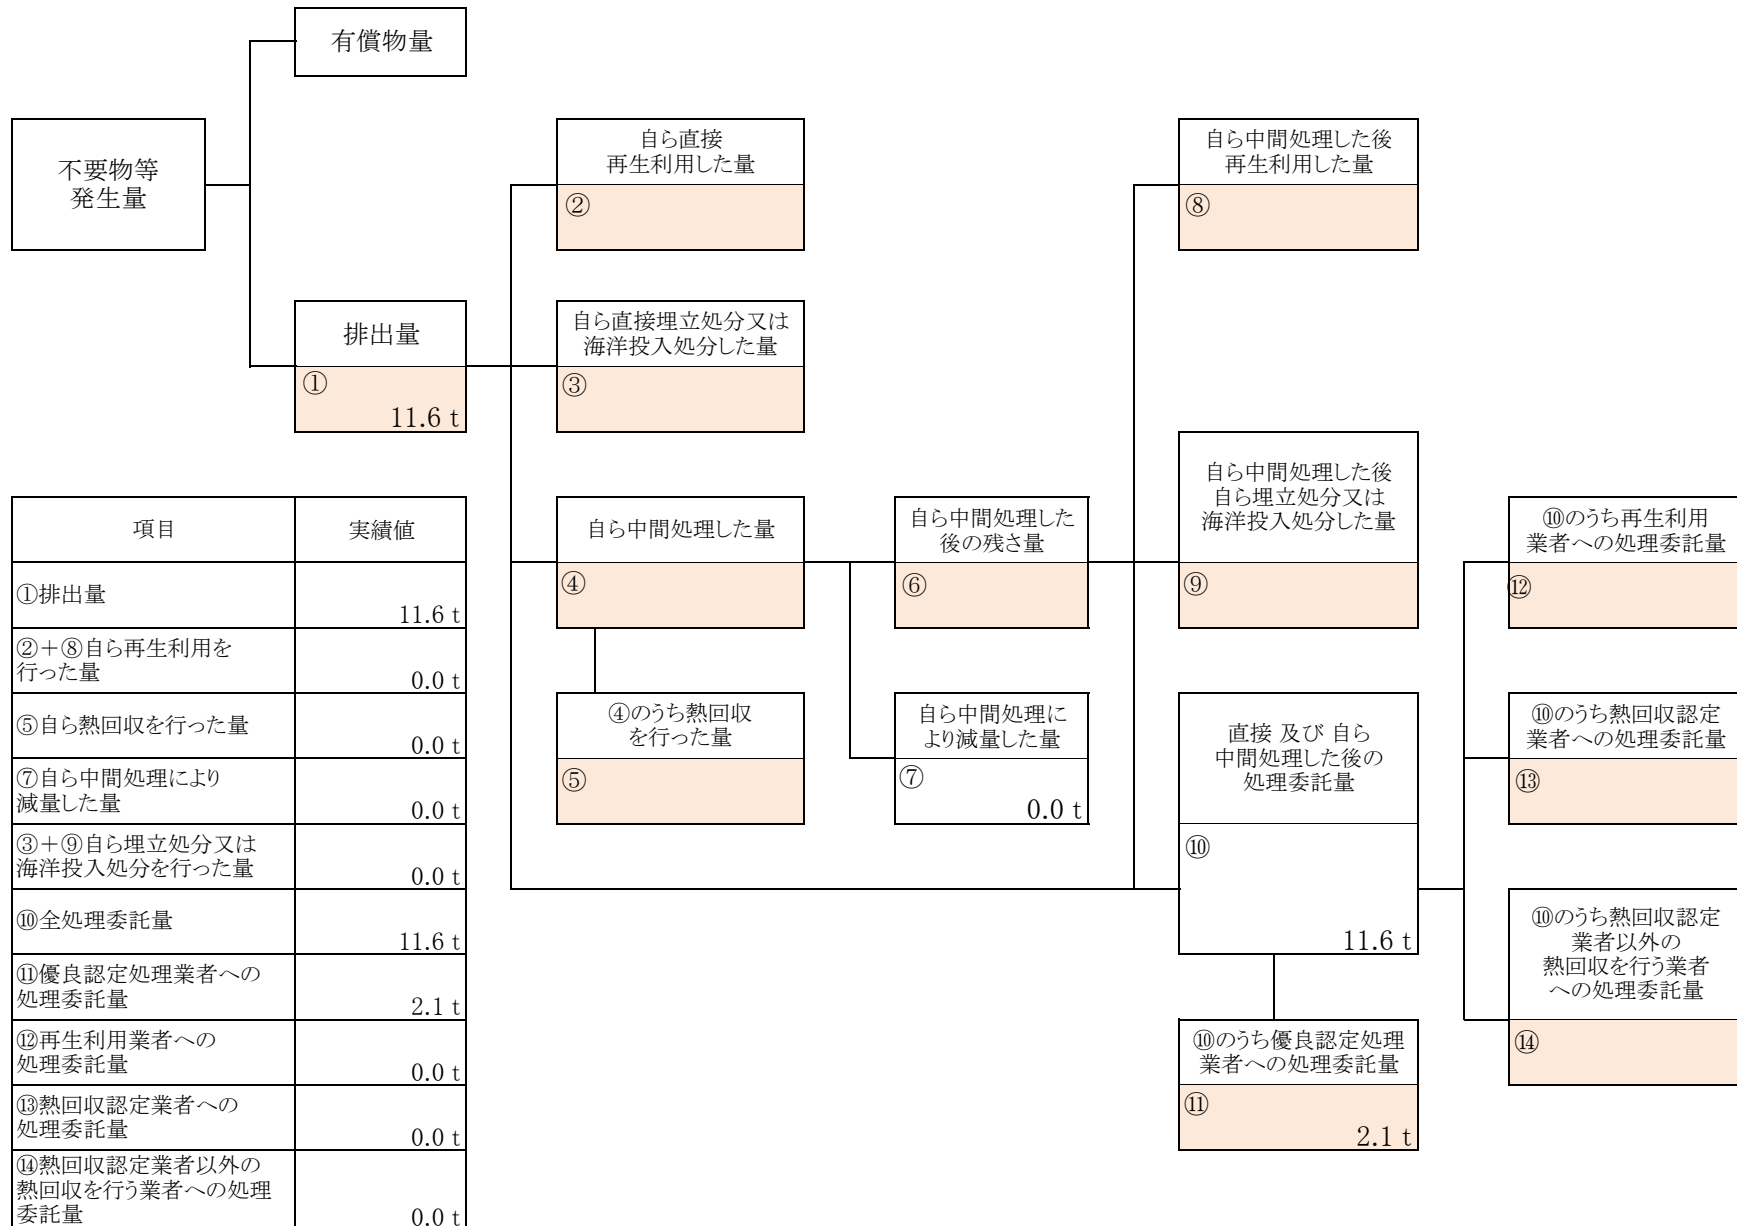 有償物量
不要物等
発生量
自ら直接
再生利用した量
②
自ら中間処理した後
再生利用した量
⑧
排出量
①
11.6 t
自ら直接埋立処分又は
海洋投入処分した量
③
自ら中間処理した量
④
自ら中間処理した
後の残さ量
⑥
自ら中間処理した後
自ら埋立処分又は
海洋投入処分した量
⑨
⑩のうち再生利用
業者への処理委託量
⑫
④のうち熱回収
を行った量
⑤
自ら中間処理に
より減量した量
⑦
0.0 t
直接 及び 自ら
中間処理した後の
処理委託量
⑩
11.6 t
⑩のうち熱回収認定
業者への処理委託量
⑬
⑩のうち熱回収認定
業者以外の
熱回収を行う業者
への処理委託量
⑭
⑩のうち優良認定処理
業者への処理委託量
⑪
2.1 t
項目 実績値
①排出量
11.6 t
②+⑧自ら再生利用を
行った量
0.0 t
⑤自ら熱回収を行った量
0.0 t
⑦自ら中間処理により
減量した量
0.0 t
③+⑨自ら埋立処分又は
海洋投入処分を行った量
0.0 t
⑩全処理委託量
11.6 t
⑪優良認定処理業者への
処理委託量
2.1 t
⑫再生利用業者への
処理委託量
0.0 t
⑬熱回収認定業者への
処理委託量
0.0 t
⑭熱回収認定業者以外の
熱回収を行う業者への処理
委託量
0.0 t